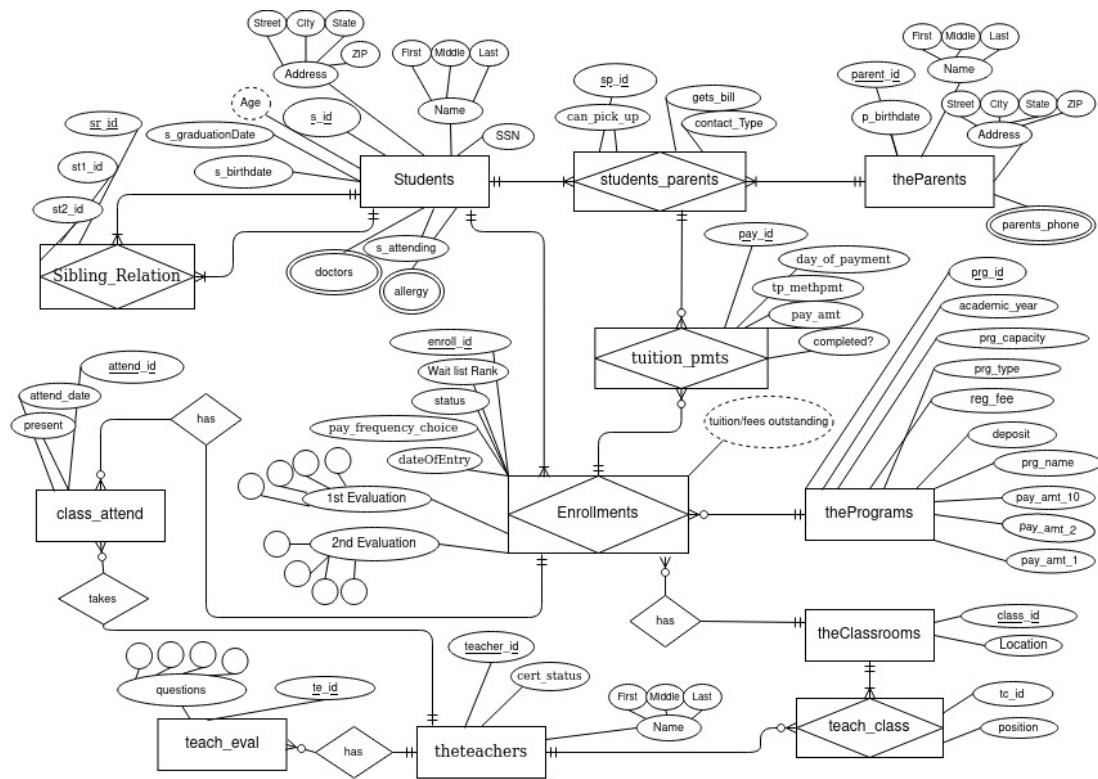 Street
City
State
ZIP
Address
First
Middle
Last
Name
Age
s_id
SSN
s_graduationDate
s_birthdate
Students
sr_id
st1_id
st2_id
Sibling_Relation
doctors
s_attending
allergy
sp_id
can_pick_up
gets_bill
contact_Type
students_parents
First
Middle
Last
parent_id
Name
p_birthdate
Street
City
State
ZIP
Address
theParents
parents_phone
pay_id
day_of_payment
tp_methpmt
pay_amt
completed?
tuition_pmts
tuition/fees outstanding
enroll_id
Wait list Rank
status
pay_frequency_choice
dateOfEntry
1st Evaluation
2nd Evaluation
Enrollments
attend_id
attend_date
present
class_attend
has
takes
prg_id
academic_year
prg_capacity
prg_type
reg_fee
deposit
prg_name
pay_amt_10
pay_amt_2
pay_amt_1
thePrograms
has
theClassrooms
class_id
Location
teach_class
tc_id
position
teacher_id
cert_status
First
Middle
Last
Name
theteachers
has
questions
te_id
teach_eval